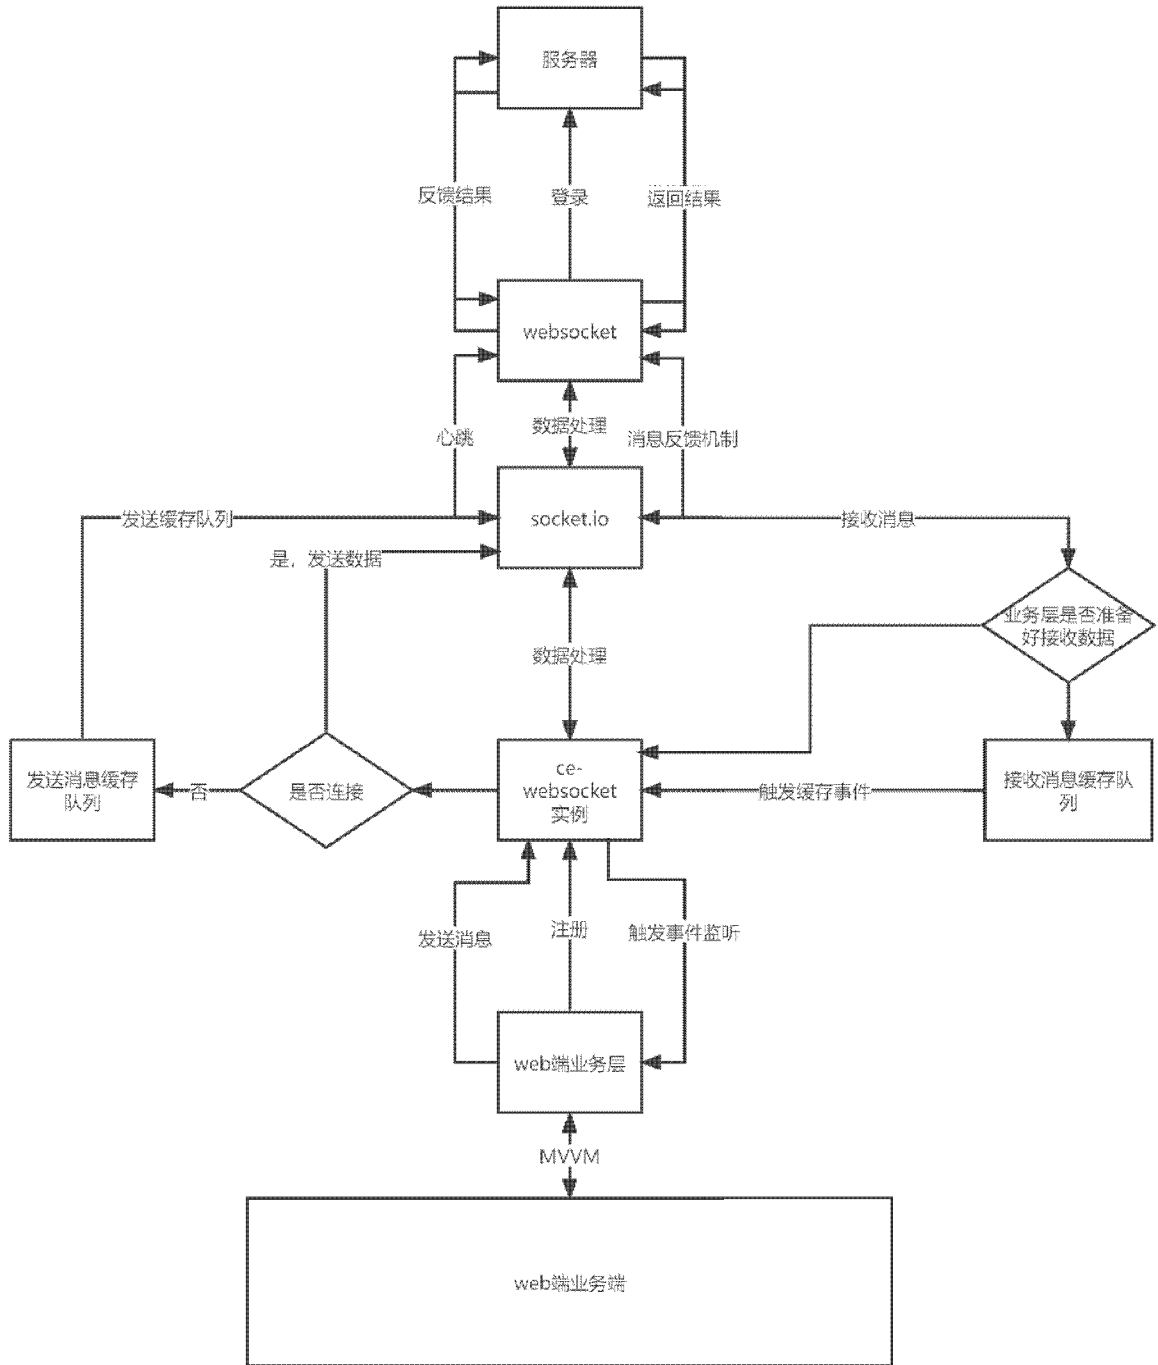 服务器
反馈结果
登录
返回结果
websocket
心跳
数据处理
消息反馈机制
发送缓存队列
socket.io
接收消息
是，发送数据
业务层是否准备
好接收数据
数据处理
发送消息缓存
队列
否
是否连接
ce-
websocket
实例
触发缓存事件
接收消息缓存队
列
发送消息
注册
触发事件监听
web端业务层
MVVM
web端业务端